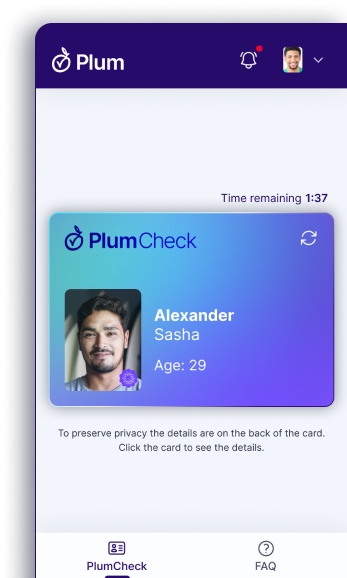 Plum
Time remaining 1:37
PlumCheck
Alexander
Sasha
Age: 29
To preserve privacy the details are on the back of the card.
Click the card to see the details.
PlumCheck
FAQ